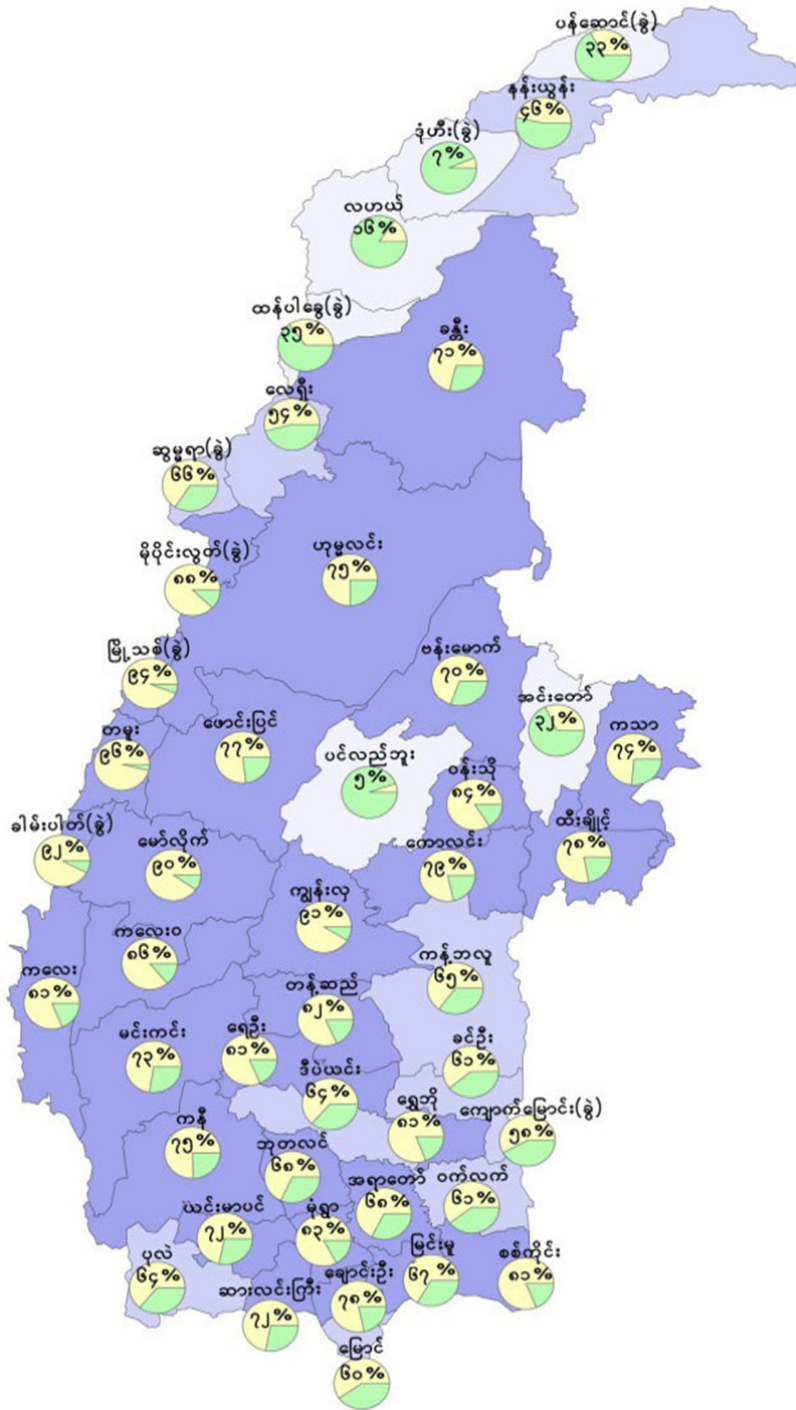 ပန်ဆောင်(ခွဲ)
၃၃%
နန်းယွန်း
၄၆%
ဒုံဟီး(ခွဲ)
၇%
လဟယ်
၁၆%
ထန်ပါခွေ(ခွဲ)
၃၅%
ခန္တီး
၇၁%
လေရှီး
၅၄%
ဆွမ္မရာ(ခွဲ)
၆၆%
ဟုမ္မလင်း
၇၅%
မိုပိုင်းလွတ်(ခွဲ)
၈၈%
မြို့သစ်(ခွဲ)
၉၄%
ဗန်းမောက်
၇၀%
အင်းတော်
၃၂%
ကသာ
၇၄%
တမူး
၉၆%
ဖောင်းပြင်
၇၇%
ပင်လည်ဘူး
၅%
ဝန်းသို
၈၄%
ထီးချိုင့်
၇၈%
ခါမ်းပါတ်(ခွဲ)
၉၂%
မော်လိုက်
၉၀%
ကောလင်း
၇၉%
ကျွန်းလှ
၉၁%
ကလေးဝ
၈၆%
ကန့်ဘလူ
၆၅%
ကလေး
၈၁%
တန့်ဆည်
၈၂%
မင်းကင်း
၇၃%
ရေဦး
၈၁%
ခင်ဦး
၆၁%
ဒီပဲယင်း
၆၄%
ရွှေဘို
၈၁%
ကျောက်မြောင်း(ခွဲ)
၅၈%
ကနီ
၇၅%
ဘုတလင်
၆၈%
အရာတော်
၆၈%
ဝက်လက်
၆၁%
ယင်းမာပင်
၇၂%
မုံရွာ
၈၃%
မြင်းမူ
၆၇%
စစ်ကိုင်း
၈၁%
ပုလဲ
၆၄%
ဆားလင်းကြီး
၇၂%
ချောင်းဦး
၇၈%
မြောင်
၆၀%